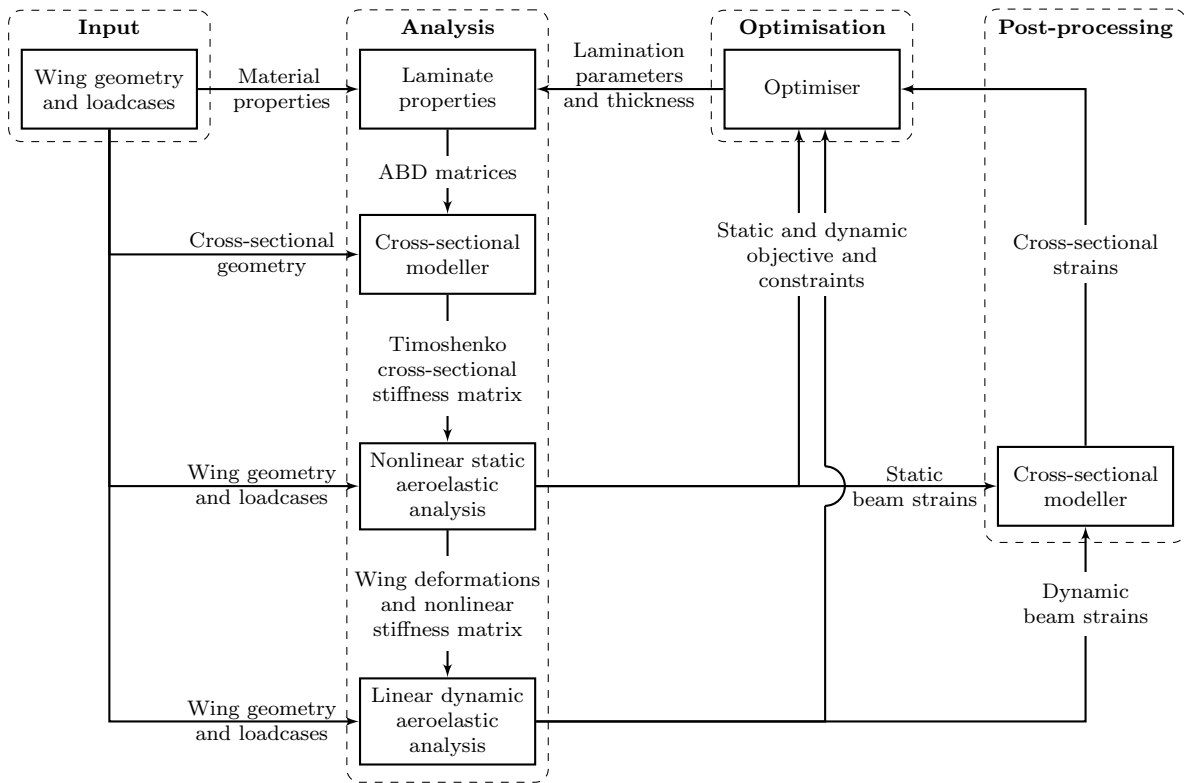 Input
Analysis
Optimisation
Post-processing
Wing geometry
and loadcases
Material
properties
Laminate
properties
Lamination
parameters
and thickness
Optimiser
ABD matrices
Cross-sectional
geometry
Cross-sectional
modeller
Static and dynamic
objective and
constraints
Cross-sectional
strains
Timoshenko
cross-sectional
stiffness matrix
Wing geometry
and loadcases
Nonlinear static
aeroelastic
analysis
Static
beam strains
Cross-sectional
modeller
Wing deformations
and nonlinear
stiffness matrix
Dynamic
beam strains
Wing geometry
and loadcases
Linear dynamic
aeroelastic
analysis